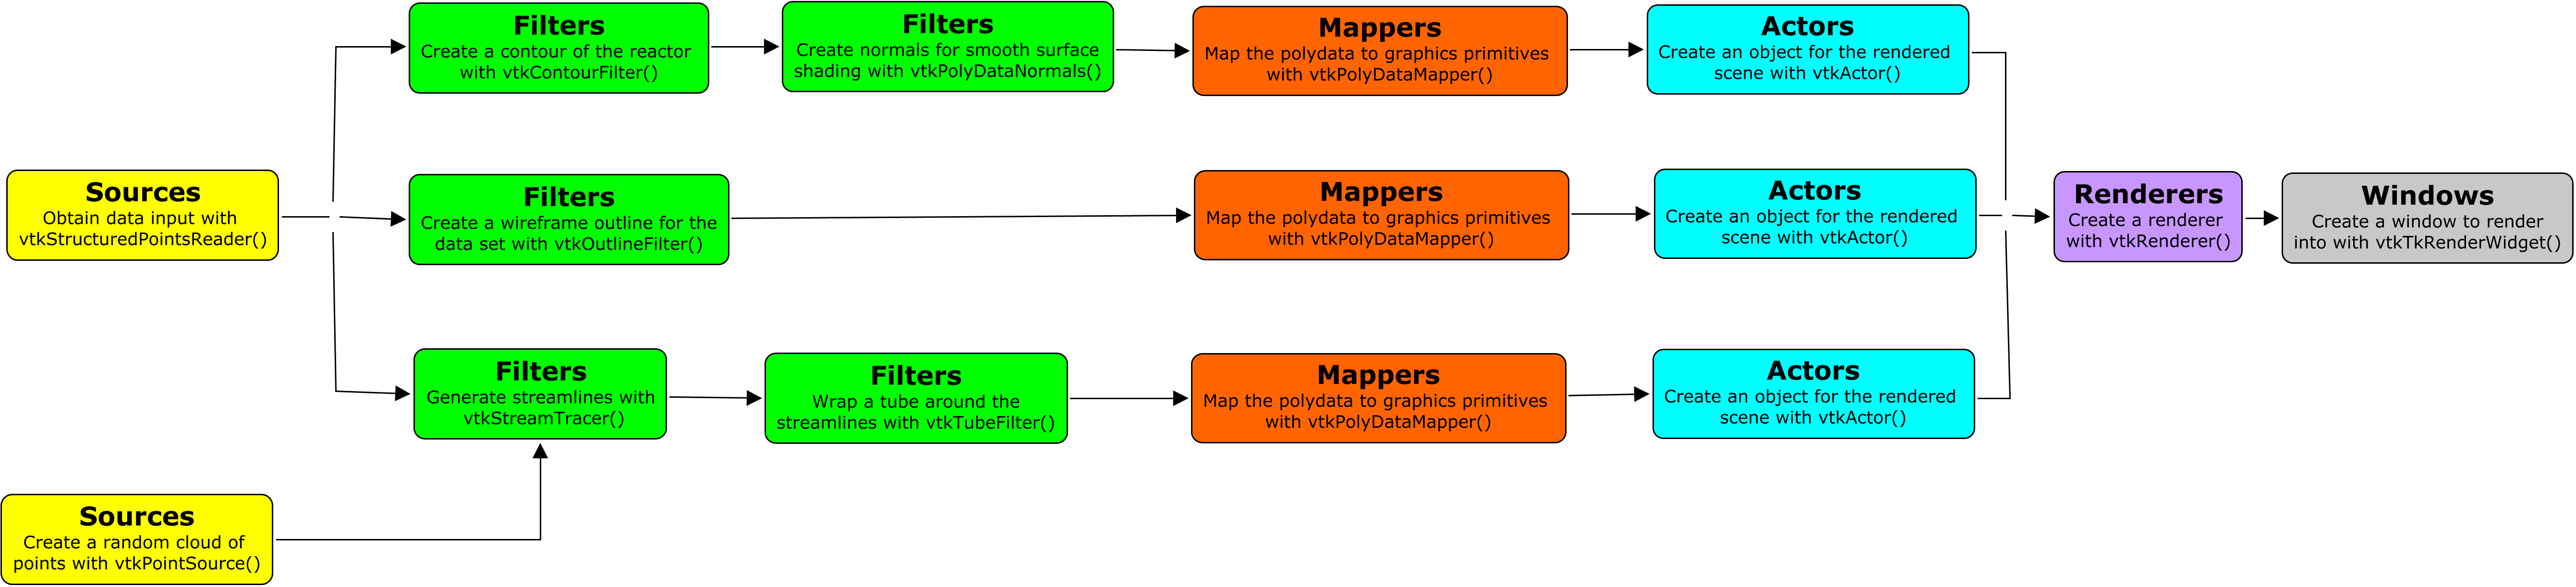 Filters
Create a contour of the reactor
with vtkContourFilter()
Filters
Create normals for smooth surface
shading with vtkPolyDataNormals()
Mappers
Map the polydata to graphics primitives
with vtkPolyDataMapper()
Actors
Create an object for the rendered
scene with vtkActor()
Sources
Obtain data input with
vtkStructuredPointsReader()
Filters
Create a wireframe outline for the
data set with vtkOutlineFilter()
Mappers
Map the polydata to graphics primitives
with vtkPolyDataMapper()
Actors
Create an object for the rendered
scene with vtkActor()
Renderers
Create a renderer
with vtkRenderer()
Windows
Create a window to render
into with vtkTkRenderWidget()
Filters
Generate streamlines with
vtkStreamTracer()
Filters
Wrap a tube around the
streamlines with vtkTubeFilter()
Mappers
Map the polydata to graphics primitives
with vtkPolyDataMapper()
Actors
Create an object for the rendered
scene with vtkActor()
Sources
Create a random cloud of
points with vtkPointSource()